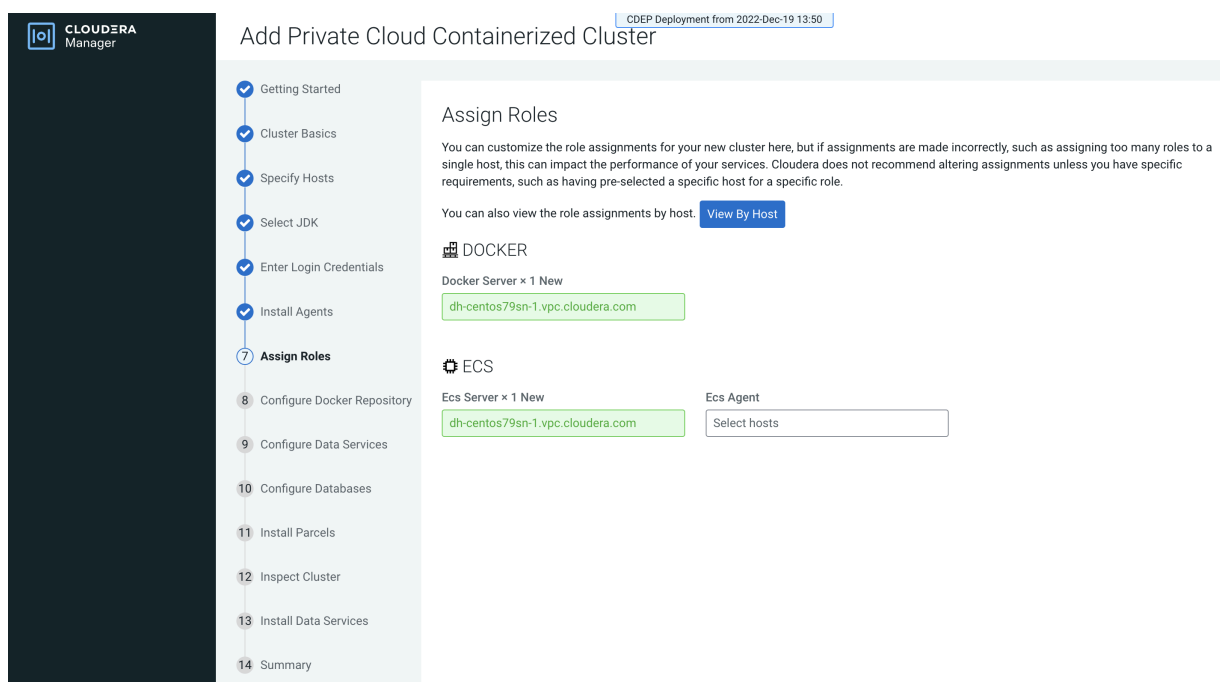 CLOUDERA
Manager
CDEP Deployment from 2022-Dec-19 13:50
Add Private Cloud Containerized Cluster
Getting Started
Cluster Basics
Specify Hosts
Select JDK
Enter Login Credentials
Install Agents
7 Assign Roles
8 Configure Docker Repository
9 Configure Data Services
10 Configure Databases
11 Install Parcels
12 Inspect Cluster
13 Install Data Services
14 Summary
Assign Roles
You can customize the role assignments for your new cluster here, but if assignments are made incorrectly, such as assigning too many roles to a
single host, this can impact the performance of your services. Cloudera does not recommend altering assignments unless you have specific
requirements, such as having pre-selected a specific host for a specific role.
You can also view the role assignments by host. View By Host
DOCKER
Docker Server × 1 New
dh-centos79sn-1.vpc.cloudera.com
ECS
Ecs Server × 1 New
dh-centos79sn-1.vpc.cloudera.com
Ecs Agent
Select hosts